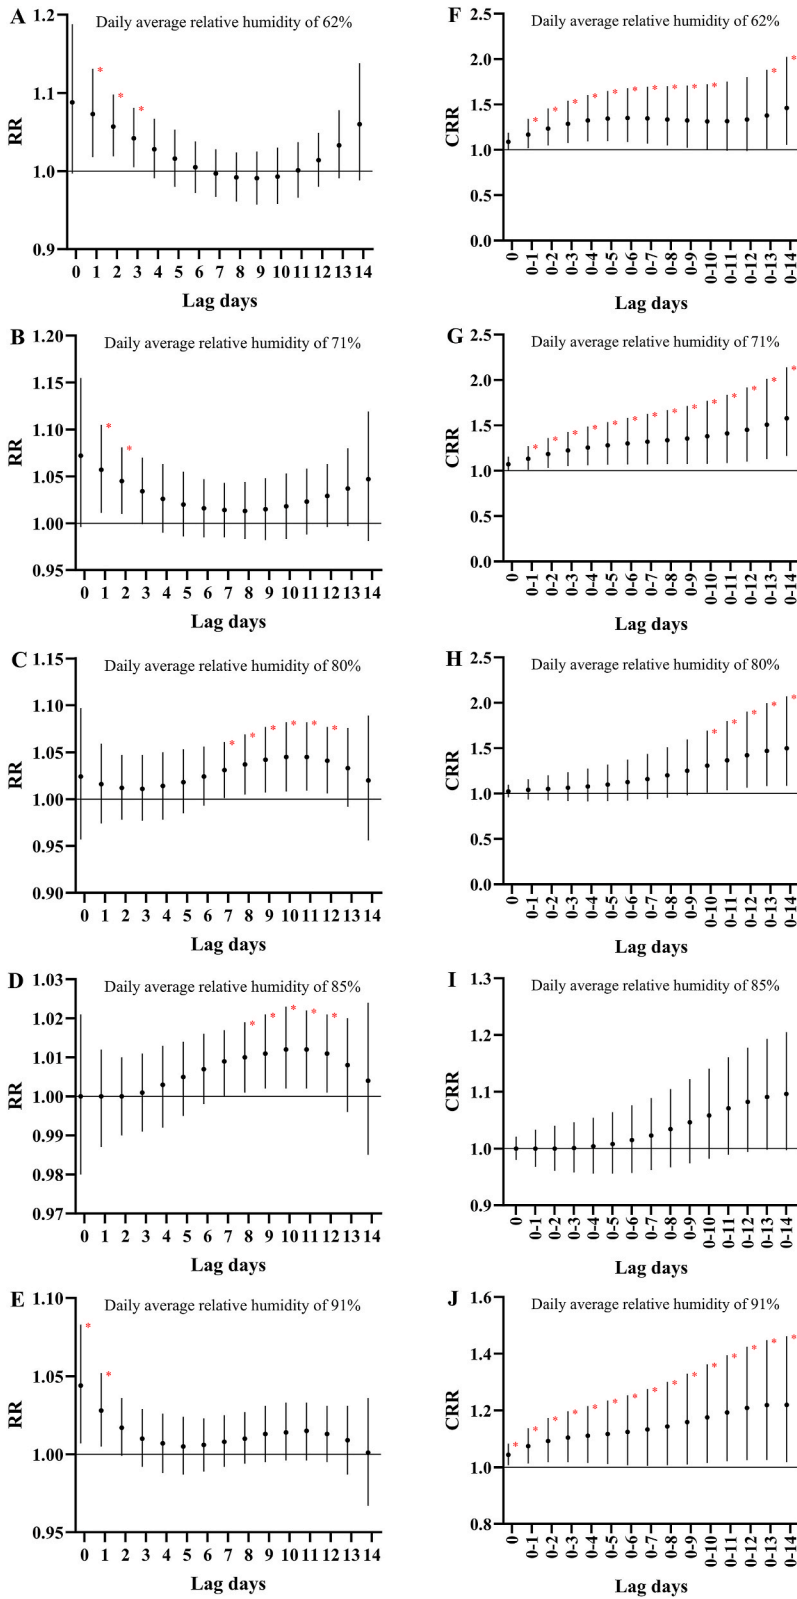 A
Daily average relative humidity of 62%
RR
1.2
1.1
1.0
0.9
0 1 2 3 4 5 6 7 8 9 10 11 12 13 14
Lag days
* * *
F
Daily average relative humidity of 62%
CRR
2.5
2.0
1.5
1.0
0.5
0.0
0 0-1 0-2 0-3 0-4 0-5 0-6 0-7 0-8 0-9 0-10 0-11 0-12 0-13 0-14
Lag days
* * * * * * * * * * * *
B
Daily average relative humidity of 71%
RR
1.20
1.15
1.10
1.05
1.00
0.95
0 1 2 3 4 5 6 7 8 9 10 11 12 13 14
Lag days
* *
G
Daily average relative humidity of 71%
CRR
2.5
2.0
1.5
1.0
0.5
0.0
0 0-1 0-2 0-3 0-4 0-5 0-6 0-7 0-8 0-9 0-10 0-11 0-12 0-13 0-14
Lag days
* * * * * * * * * * * * * *
C
Daily average relative humidity of 80%
RR
1.15
1.10
1.05
1.00
0.95
0.90
0 1 2 3 4 5 6 7 8 9 10 11 12 13 14
Lag days
* * * * * *
H
Daily average relative humidity of 80%
CRR
2.5
2.0
1.5
1.0
0.5
0.0
0 0-1 0-2 0-3 0-4 0-5 0-6 0-7 0-8 0-9 0-10 0-11 0-12 0-13 0-14
Lag days
* * * * *
D
Daily average relative humidity of 85%
RR
1.03
1.02
1.01
1.00
0.99
0.98
0.97
0 1 2 3 4 5 6 7 8 9 10 11 12 13 14
Lag days
* * * * *
I
Daily average relative humidity of 85%
CRR
1.3
1.2
1.1
1.0
0.9
0 0-1 0-2 0-3 0-4 0-5 0-6 0-7 0-8 0-9 0-10 0-11 0-12 0-13 0-14
Lag days
E
Daily average relative humidity of 91%
RR
1.10
1.05
1.00
0.95
0 1 2 3 4 5 6 7 8 9 10 11 12 13 14
Lag days
* *
J
Daily average relative humidity of 91%
CRR
1.6
1.4
1.2
1.0
0.8
0 0-1 0-2 0-3 0-4 0-5 0-6 0-7 0-8 0-9 0-10 0-11 0-12 0-13 0-14
Lag days
* * * * * * * * * * * * * * *